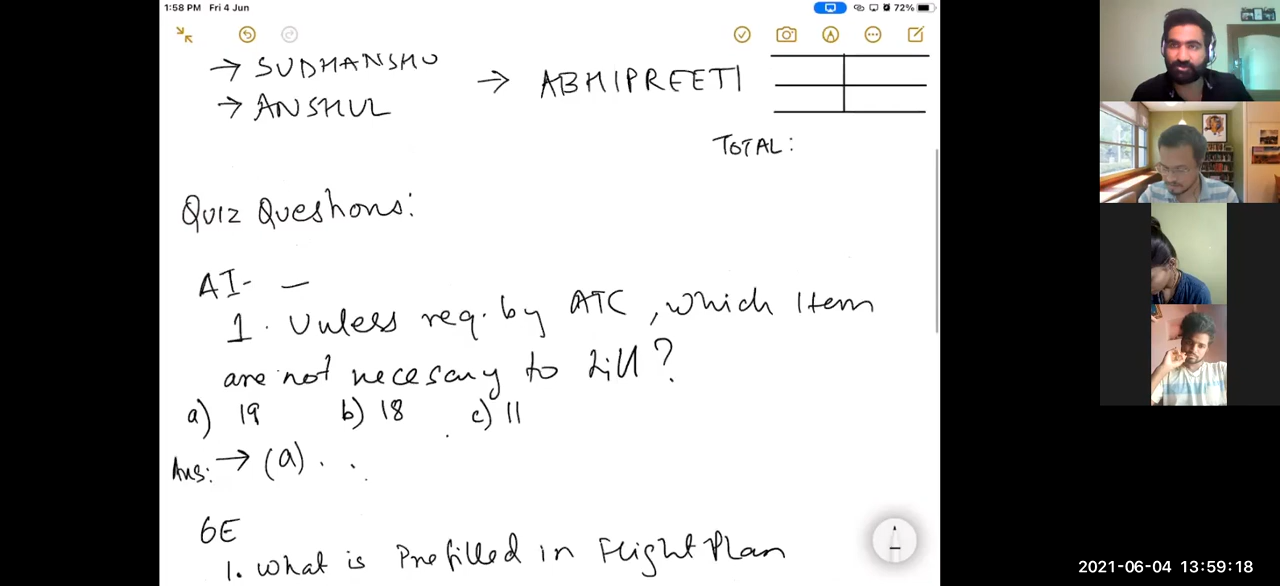 1:58 PM Fri 4 Jun
72%
→ SUDHANSHU
→ ANSHUL
→ ABHIPREETI
TOTAL:
Quiz Questions:
AI- —
1. Unless req. by ATC, which Item
are not necesary to fill?
a) 19 b) 18 c) 11
Ans: → (a) . .
6E
1. What is Prefilled in Flight Plan
2021-06-04 13:59:18